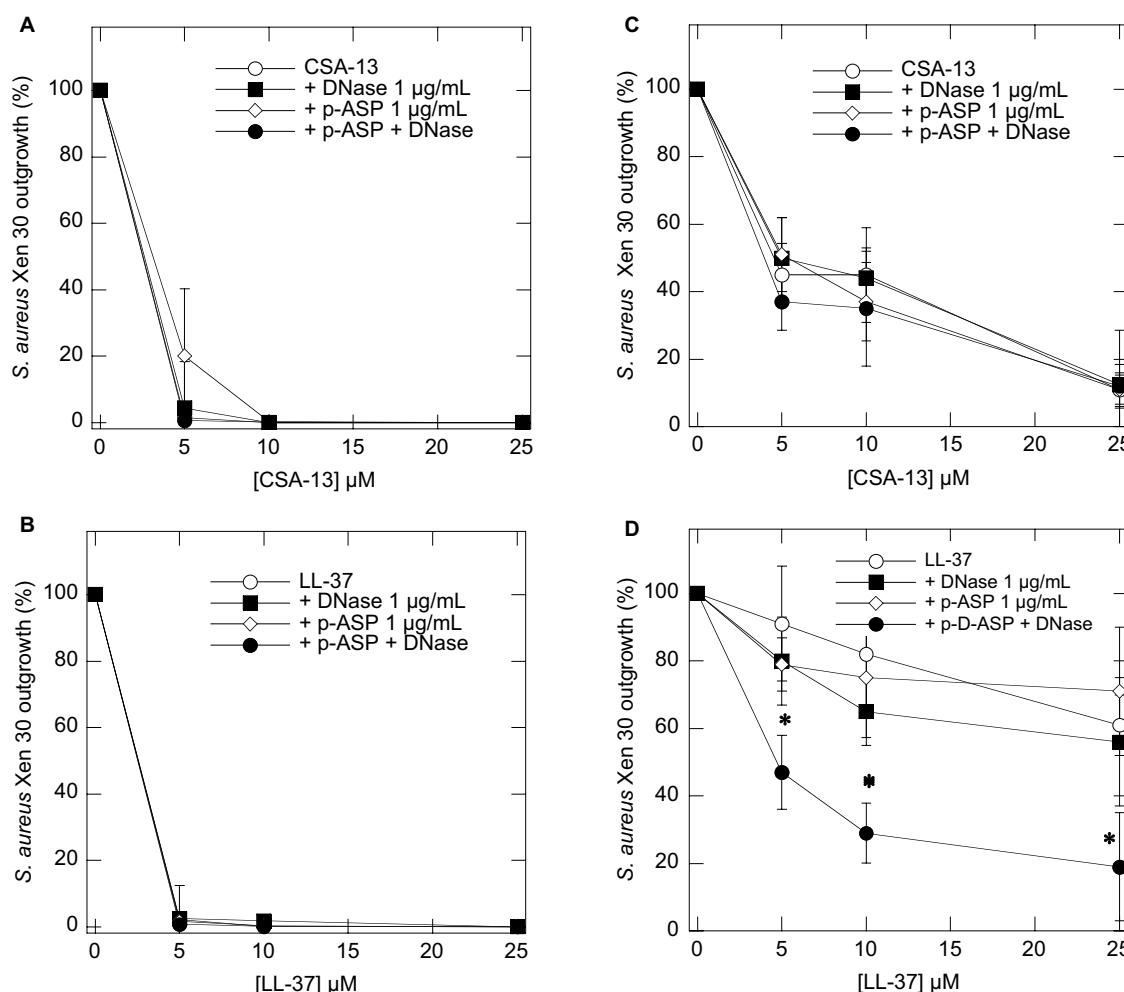 A
S. aureus Xen 30 outgrowth (%)
100
80
60
40
20
0
CSA-13
+ DNase 1 µg/mL
+ p-ASP 1 µg/mL
+ p-ASP + DNase
0 5 10 15 20 25
[CSA-13] µM
B
S. aureus Xen 30 outgrowth (%)
100
80
60
40
20
0
LL-37
+ DNase 1 µg/mL
+ p-ASP 1 µg/mL
+ p-ASP + DNase
0 5 10 15 20 25
[LL-37] µM
C
S. aureus Xen 30 outgrowth (%)
100
80
60
40
20
0
CSA-13
+ DNase 1 µg/mL
+ p-ASP 1 µg/mL
+ p-ASP + DNase
0 5 10 15 20 25
[CSA-13] µM
D
S. aureus Xen 30 outgrowth (%)
100
80
60
40
20
0
LL-37
+ DNase 1 µg/mL
+ p-ASP 1 µg/mL
+ p-D-ASP + DNase
*
*
*
0 5 10 15 20 25
[LL-37] µM